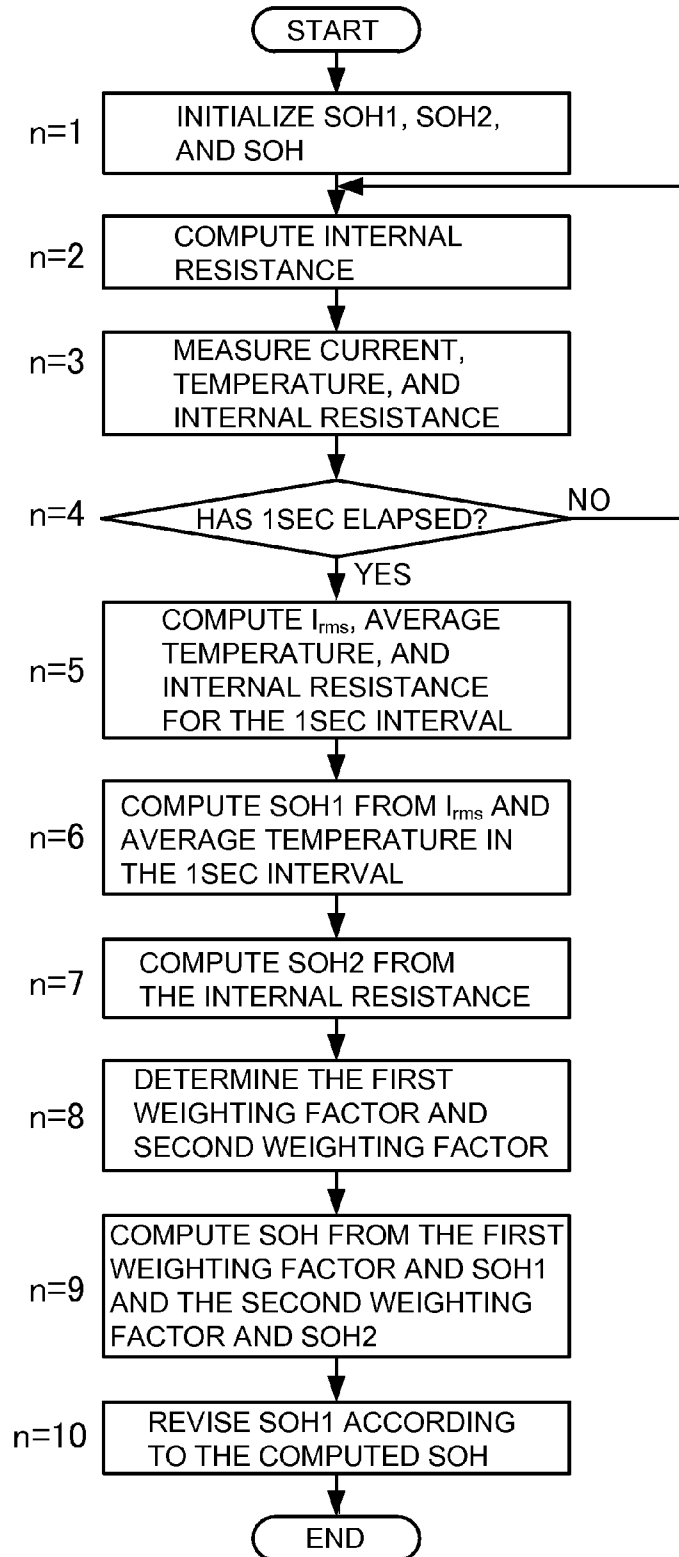 START
n=1
INITIALIZE SOH1, SOH2,
AND SOH
n=2
COMPUTE INTERNAL
RESISTANCE
n=3
MEASURE CURRENT,
TEMPERATURE, AND
INTERNAL RESISTANCE
n=4
HAS 1SEC ELAPSED?
NO
YES
n=5
COMPUTE Irms, AVERAGE
TEMPERATURE, AND
INTERNAL RESISTANCE
FOR THE 1SEC INTERVAL
n=6
COMPUTE SOH1 FROM Irms AND
AVERAGE TEMPERATURE IN
THE 1SEC INTERVAL
n=7
COMPUTE SOH2 FROM
THE INTERNAL RESISTANCE
n=8
DETERMINE THE FIRST
WEIGHTING FACTOR AND
SECOND WEIGHTING FACTOR
n=9
COMPUTE SOH FROM THE FIRST
WEIGHTING FACTOR AND SOH1
AND THE SECOND WEIGHTING
FACTOR AND SOH2
n=10
REVISE SOH1 ACCORDING
TO THE COMPUTED SOH
END